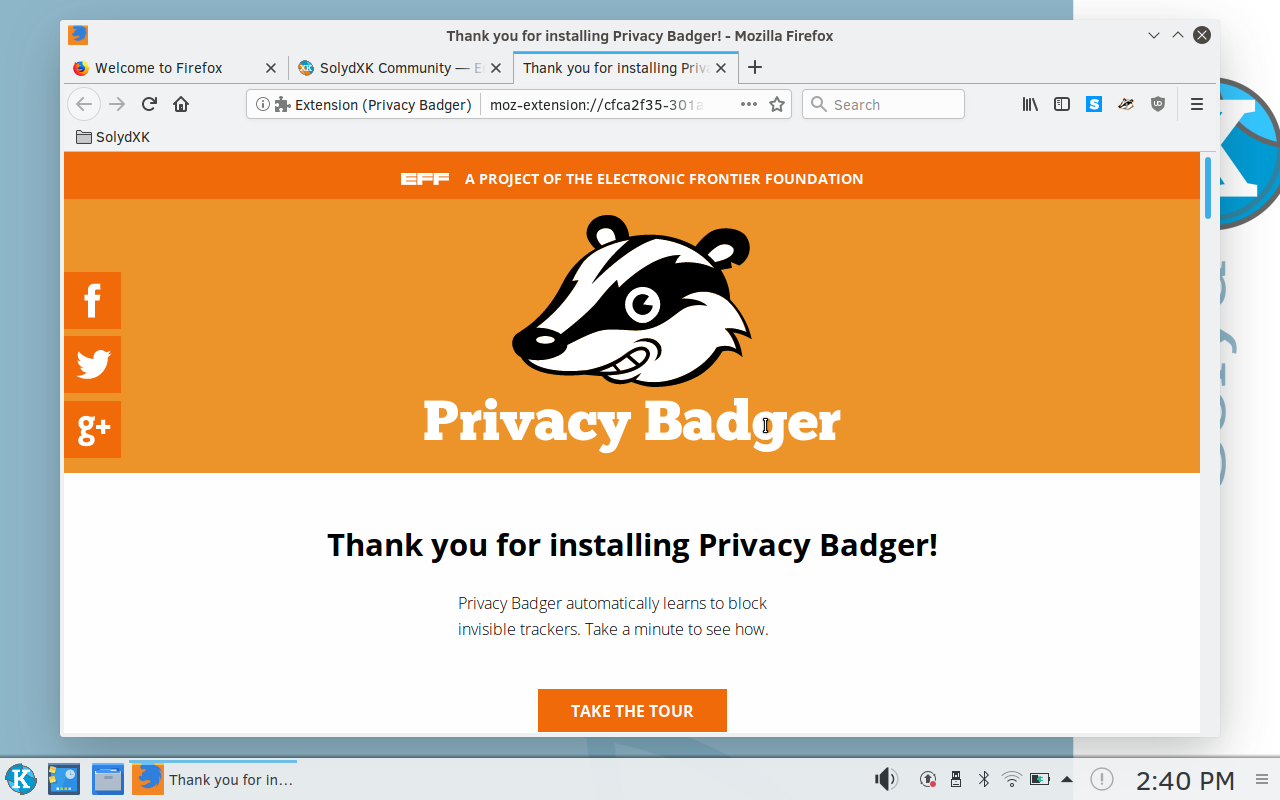 Thank you for installing Privacy Badger! - Mozilla Firefox
Welcome to Firefox
SolydXK Community — E
Thank you for installing Priva
Extension (Privacy Badger)
moz-extension://cfca2f35-301a
Search
S
UD
SolydXK
EFF A PROJECT OF THE ELECTRONIC FRONTIER FOUNDATION
f
g+
Privacy Badger
Thank you for installing Privacy Badger!
Privacy Badger automatically learns to block
invisible trackers. Take a minute to see how.
TAKE THE TOUR
K
Thank you for in...
2:40 PM